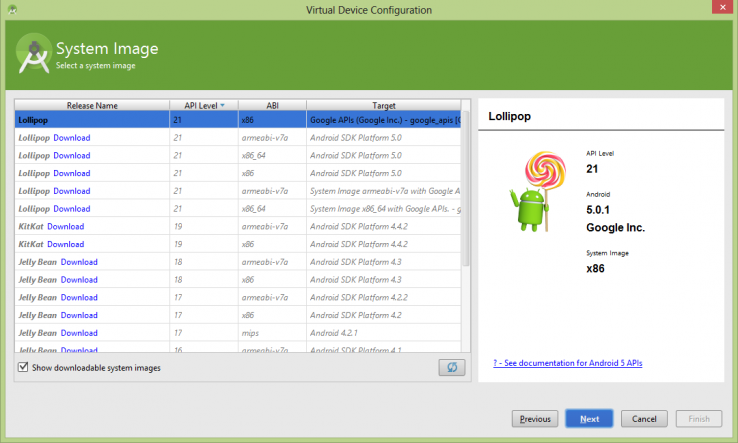 Virtual Device Configuration
System Image
Select a system image
Release Name API Level ABI Target
Lollipop 21 x86 Google APIs (Google Inc.) - google_apis [G
Lollipop Download 21 armeabi-v7a Android SDK Platform 5.0
Lollipop Download 21 x86_64 Android SDK Platform 5.0
Lollipop Download 21 x86 Android SDK Platform 5.0
Lollipop Download 21 armeabi-v7a System Image armeabi-v7a with Google A
Lollipop Download 21 x86_64 System Image x86_64 with Google APIs. - g
KitKat Download 19 armeabi-v7a Android SDK Platform 4.4.2
KitKat Download 19 x86 Android SDK Platform 4.4.2
Jelly Bean Download 18 armeabi-v7a Android SDK Platform 4.3
Jelly Bean Download 18 x86 Android SDK Platform 4.3
Jelly Bean Download 17 armeabi-v7a Android SDK Platform 4.2.2
Jelly Bean Download 17 x86 Android SDK Platform 4.2
Jelly Bean Download 17 mips Android 4.2.1
Jelly Bean Download 16 armeabi-v7a Android SDK Platform 4.1
Show downloadable system images
Lollipop
API Level
21
Android
5.0.1
Google Inc.
System Image
x86
? - See documentation for Android 5 APIs
Previous Next Cancel Finish